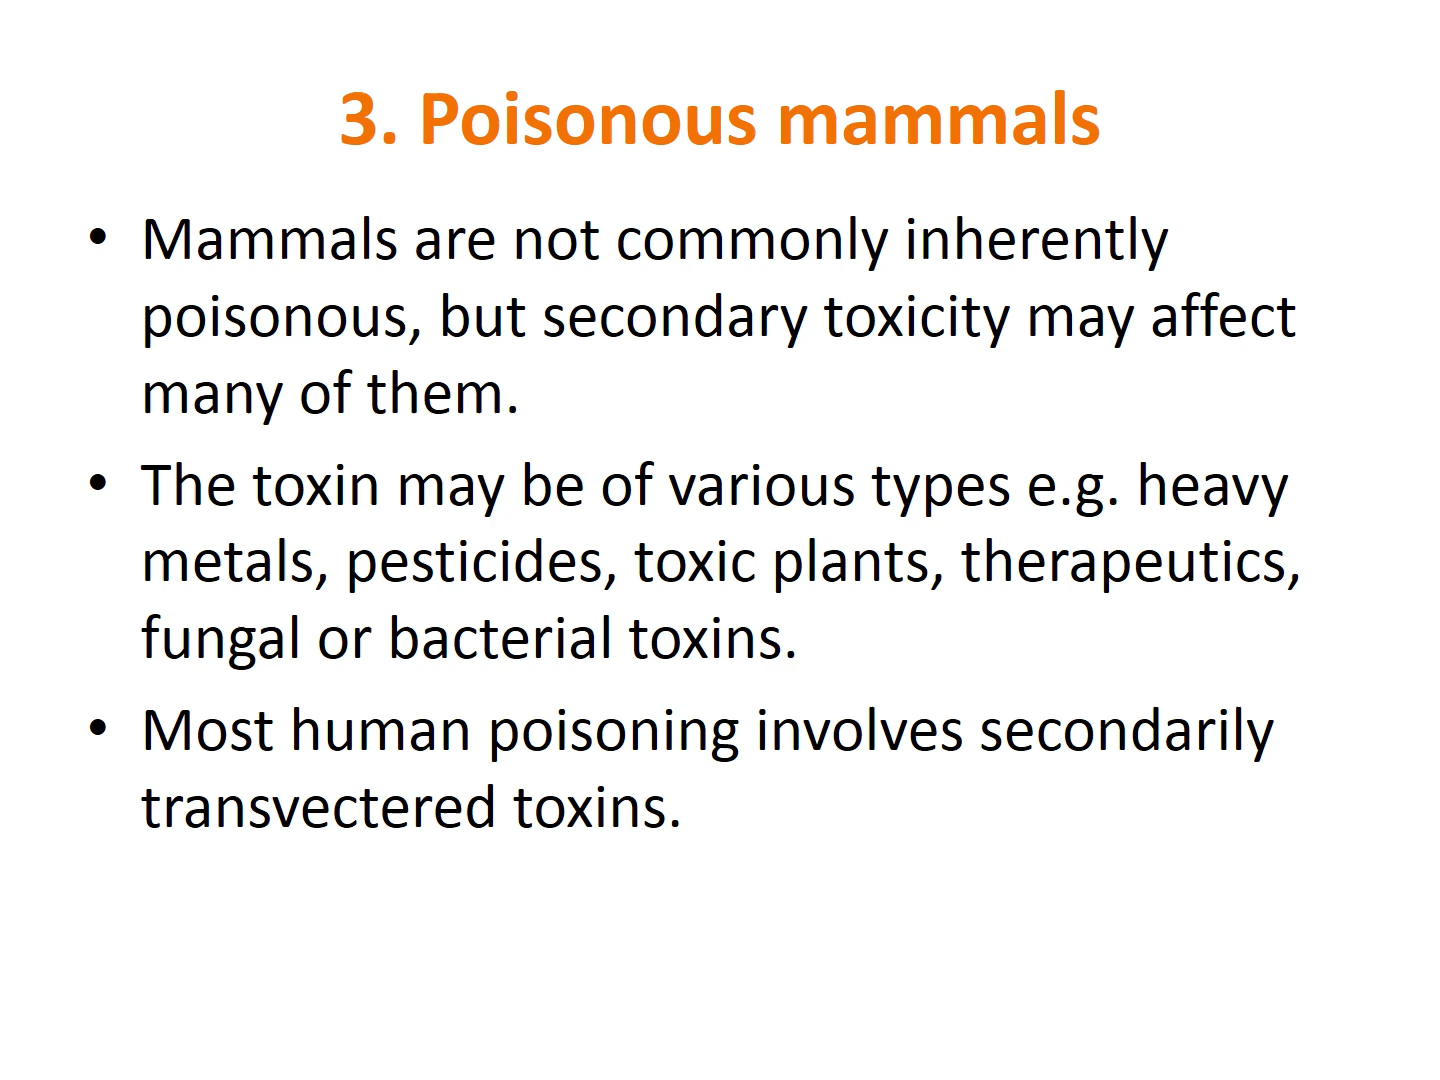 3. Poisonous mammals
• Mammals are not commonly inherently
poisonous, but secondary toxicity may affect
many of them.
• The toxin may be of various types e.g. heavy
metals, pesticides, toxic plants, therapeutics,
fungal or bacterial toxins.
• Most human poisoning involves secondarily
transvectered toxins.